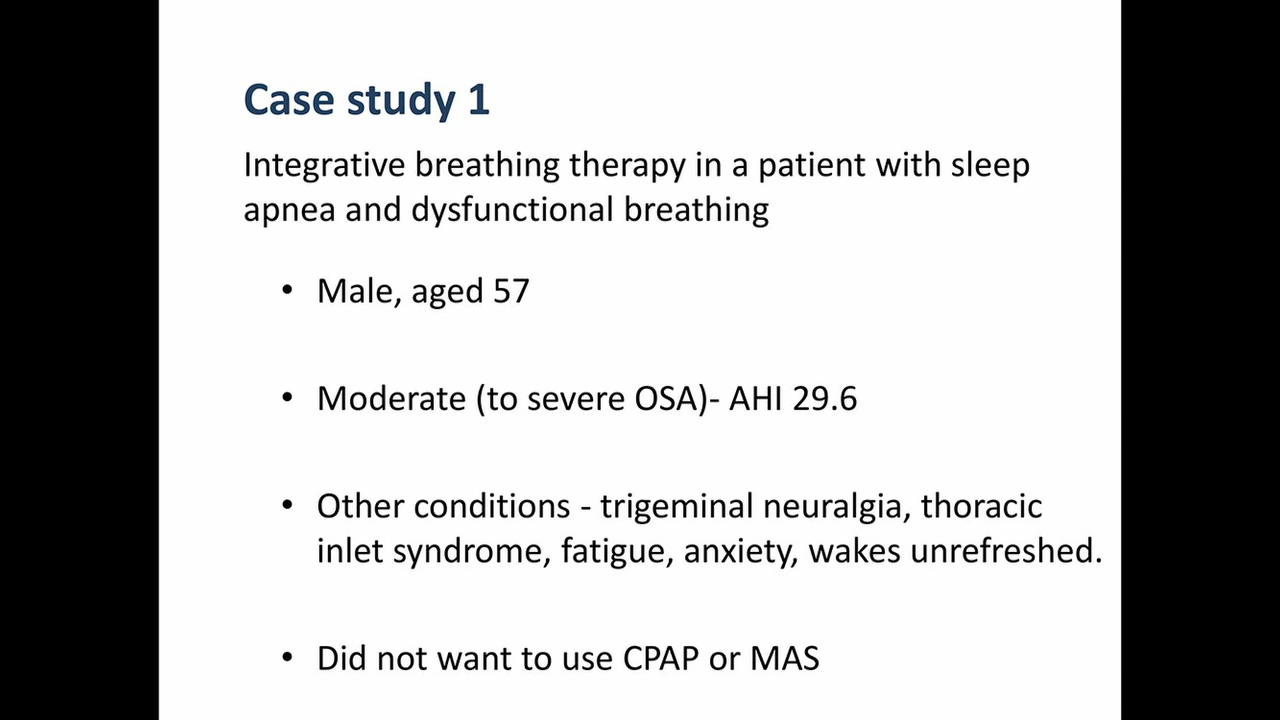 Case study 1
Integrative breathing therapy in a patient with sleep
apnea and dysfunctional breathing
• Male, aged 57
• Moderate (to severe OSA)- AHI 29.6
• Other conditions - trigeminal neuralgia, thoracic
inlet syndrome, fatigue, anxiety, wakes unrefreshed.
• Did not want to use CPAP or MAS